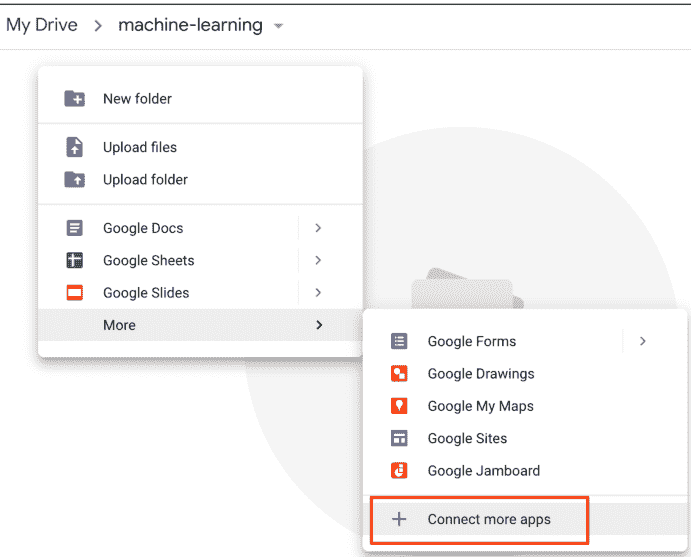 My Drive > machine-learning
New folder
Upload files
Upload folder
Google Docs
Google Sheets
Google Slides
More
Google Forms
Google Drawings
Google My Maps
Google Sites
Google Jamboard
Connect more apps